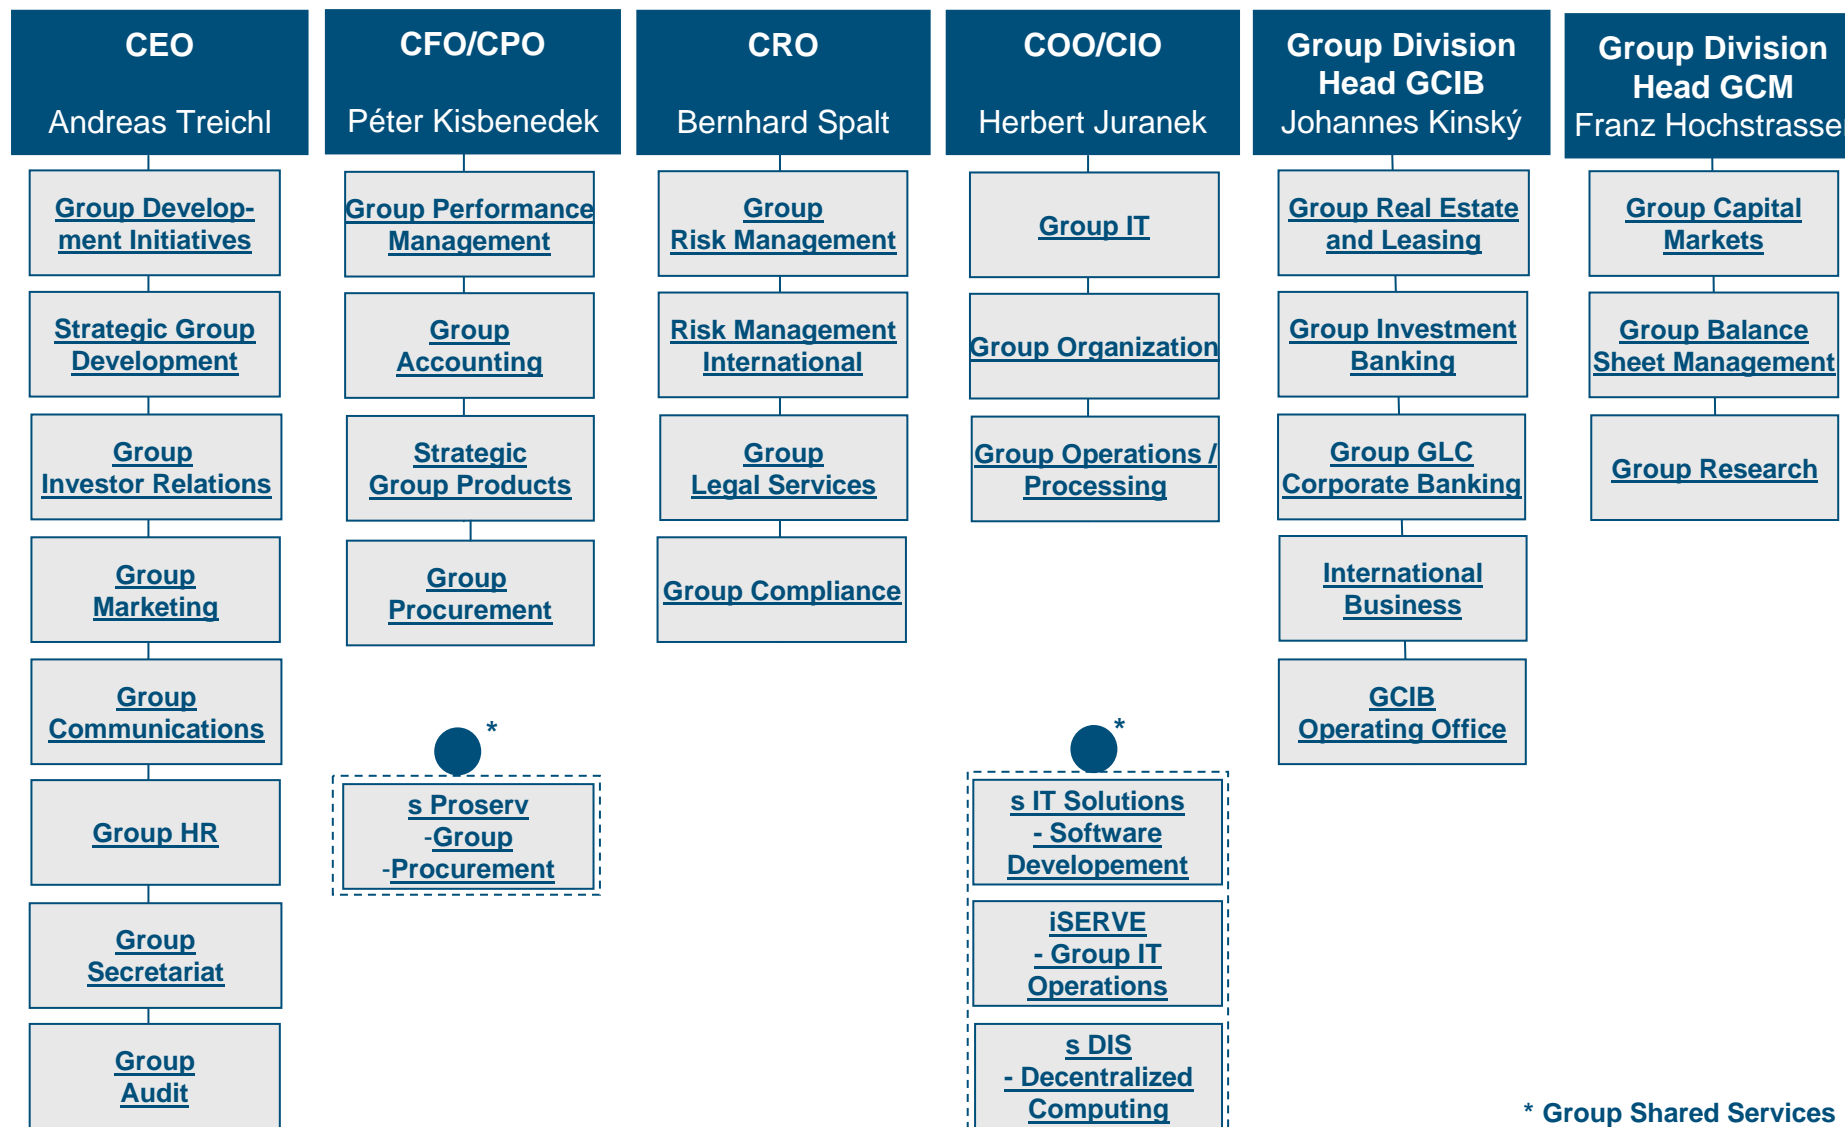 CEO
Andreas Treichl
Group Develop-
ment Initiatives
Strategic Group
Development
Group
Investor Relations
Group
Marketing
Group
Communications
Group HR
Group
Secretariat
Group
Audit
CFO/CPO
Péter Kisbenedek
Group Performance
Management
Group
Accounting
Strategic
Group Products
Group
Procurement
*
s Proserv
-Group
-Procurement
CRO
Bernhard Spalt
Group
Risk Management
Risk Management
International
Group
Legal Services
Group Compliance
COO/CIO
Herbert Juranek
Group IT
Group Organization
Group Operations /
Processing
*
s IT Solutions
- Software
Developement
iSERVE
- Group IT
Operations
s DIS
- Decentralized
Computing
Group Division
Head GCIB
Johannes Kinský
Group Real Estate
and Leasing
Group Investment
Banking
Group GLC
Corporate Banking
International
Business
GCIB
Operating Office
Group Division
Head GCM
Franz Hochstrasser
Group Capital
Markets
Group Balance
Sheet Management
Group Research
* Group Shared Services